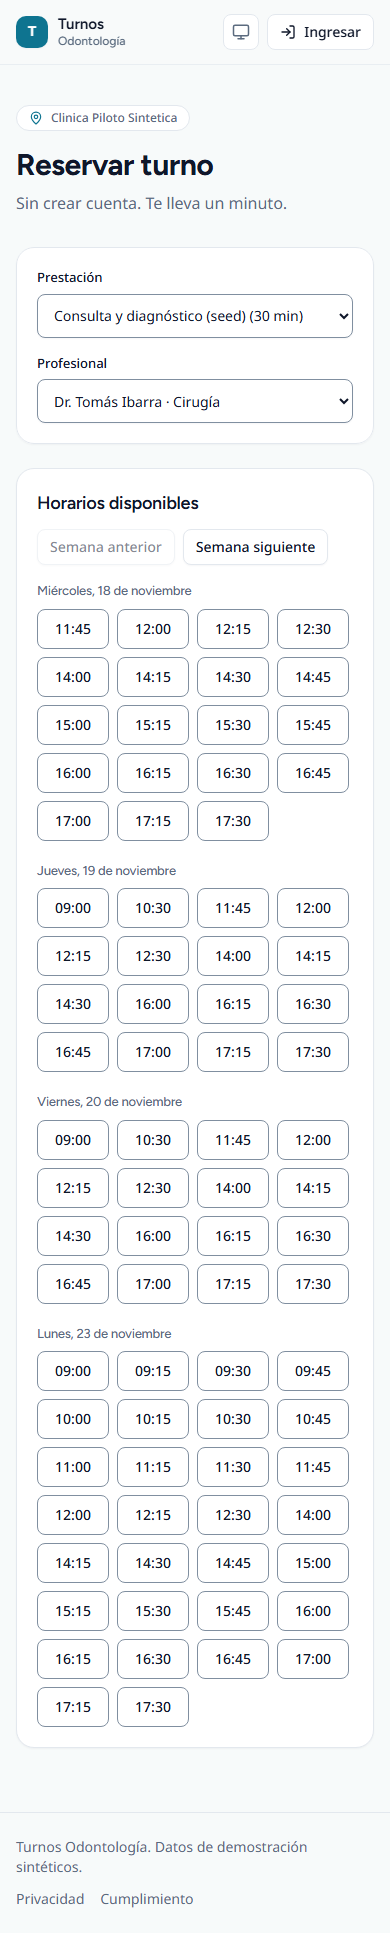 T
Turnos
Odontología
Ingresar
Clinica Piloto Sintetica
Reservar turno
Sin crear cuenta. Te lleva un minuto.
Prestación
Consulta y diagnóstico (seed) (30 min)
Profesional
Dr. Tomás Ibarra · Cirugía
Horarios disponibles
Semana anterior Semana siguiente
Miércoles, 18 de noviembre
11:45 12:00 12:15 12:30
14:00 14:15 14:30 14:45
15:00 15:15 15:30 15:45
16:00 16:15 16:30 16:45
17:00 17:15 17:30
Jueves, 19 de noviembre
09:00 10:30 11:45 12:00
12:15 12:30 14:00 14:15
14:30 16:00 16:15 16:30
16:45 17:00 17:15 17:30
Viernes, 20 de noviembre
09:00 10:30 11:45 12:00
12:15 12:30 14:00 14:15
14:30 16:00 16:15 16:30
16:45 17:00 17:15 17:30
Lunes, 23 de noviembre
09:00 09:15 09:30 09:45
10:00 10:15 10:30 10:45
11:00 11:15 11:30 11:45
12:00 12:15 12:30 14:00
14:15 14:30 14:45 15:00
15:15 15:30 15:45 16:00
16:15 16:30 16:45 17:00
17:15 17:30
Turnos Odontología. Datos de demostración
sintéticos.
Privacidad Cumplimiento